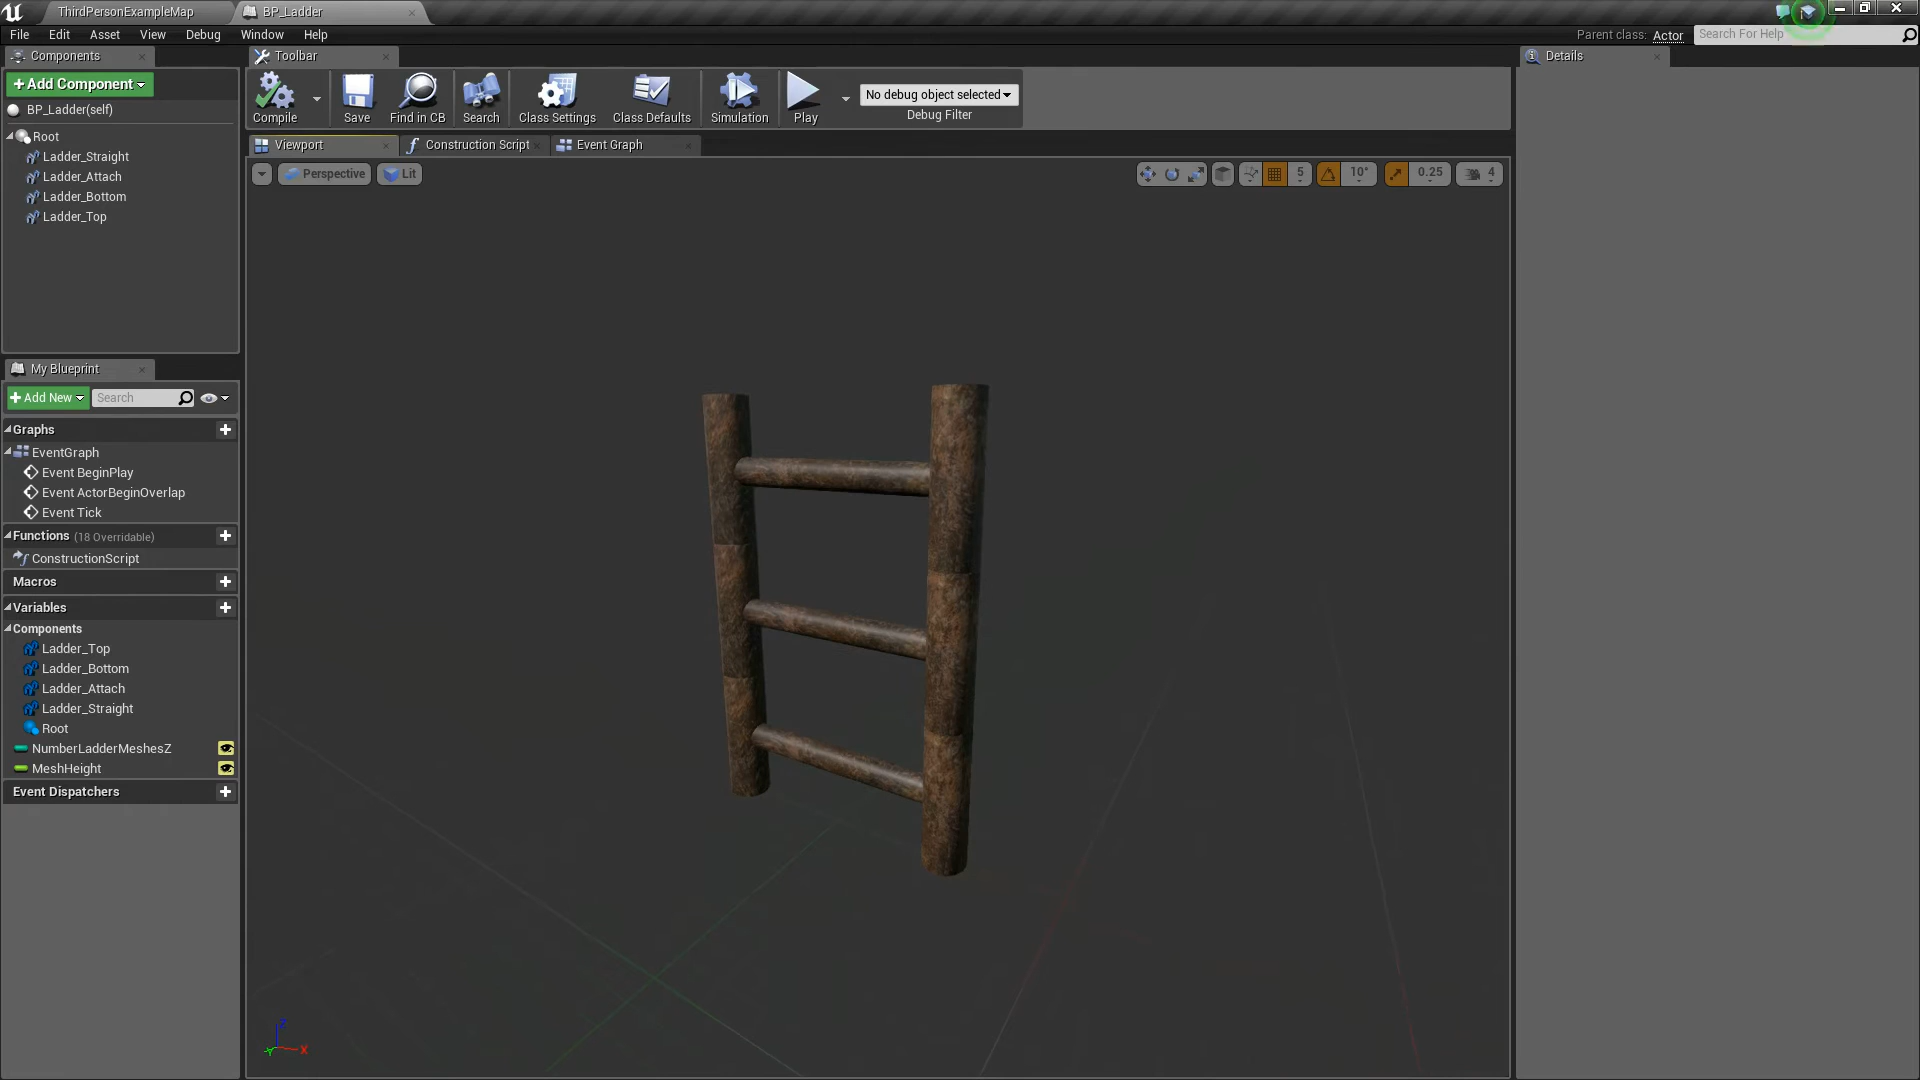 ThirdPersonExampleMap
BP_Ladder
File Edit Asset View Debug Window Help
Parent class: Actor
Search For Help
Components
Toolbar
Details
+ Add Component
BP_Ladder(self)
Root
Ladder_Straight
Ladder_Attach
Ladder_Bottom
Ladder_Top
Compile
Save
Find in CB
Search
Class Settings
Class Defaults
Simulation
Play
No debug object selected
Debug Filter
Viewport
Construction Script
Event Graph
Perspective
Lit
5
10°
0.25
4
My Blueprint
+ Add New
Search
Graphs
EventGraph
Event BeginPlay
Event ActorBeginOverlap
Event Tick
Functions (18 Overridable)
ConstructionScript
Macros
Variables
Components
Ladder_Top
Ladder_Bottom
Ladder_Attach
Ladder_Straight
Root
NumberLadderMeshesZ
MeshHeight
Event Dispatchers
Z
Y
X